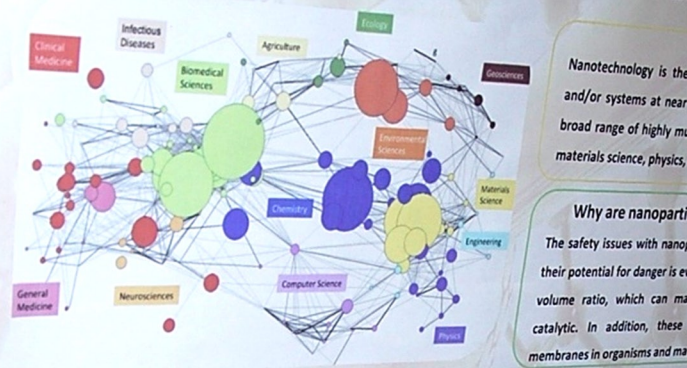 Clinical
Medicine
Infectious
Diseases
Ecology
Agriculture
Biomedical
Sciences
Geosciences
Environmental
Sciences
Materials
Science
Chemistry
Engineering
General
Medicine
Neurosciences
Computer Science
Physics
Nanotechnology is the
and/or systems at near
broad range of highly mu
materials science, physics,
Why are nanoparti
The safety issues with nanop
their potential for danger is ev
volume ratio, which can ma
catalytic. In addition, these
membranes in organisms and ma